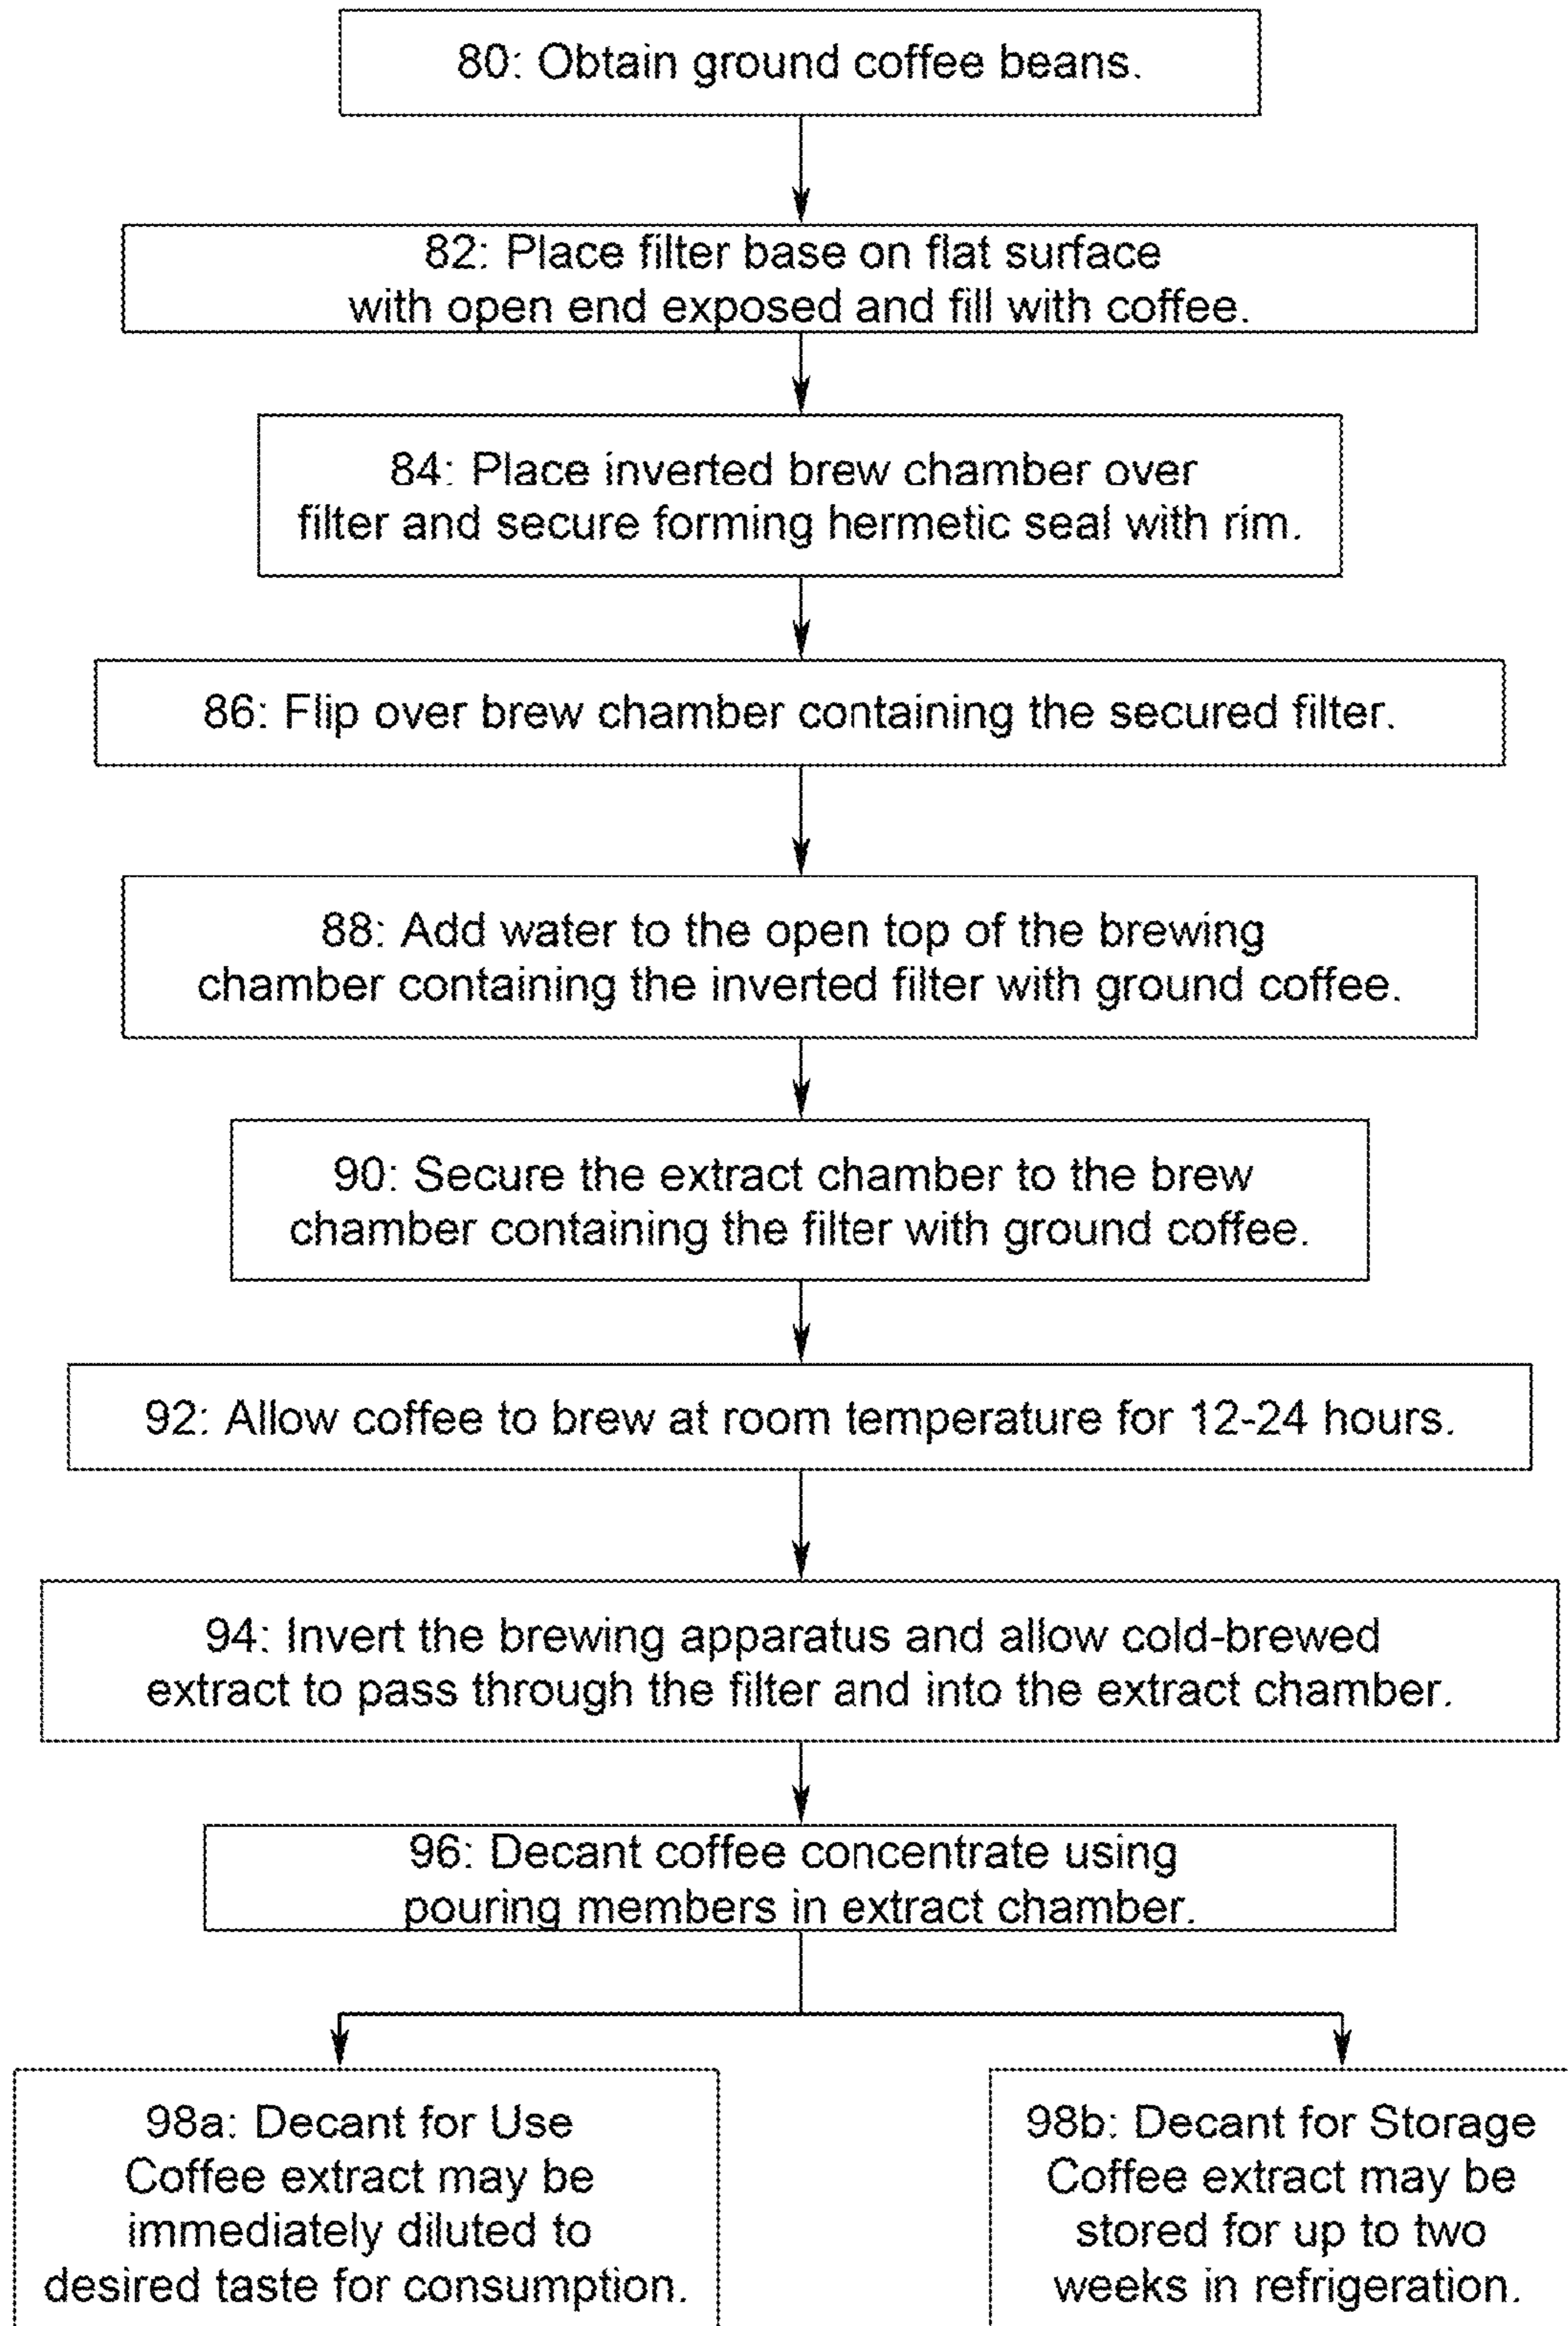 80: Obtain ground coffee beans.
82: Place filter base on flat surface
with open end exposed and fill with coffee.
84: Place inverted brew chamber over
filter and secure forming hermetic seal with rim.
86: Flip over brew chamber containing the secured filter.
88: Add water to the open top of the brewing
chamber containing the inverted filter with ground coffee.
90: Secure the extract chamber to the brew
chamber containing the filter with ground coffee.
92: Allow coffee to brew at room temperature for 12-24 hours.
94: Invert the brewing apparatus and allow cold-brewed
extract to pass through the filter and into the extract chamber.
96: Decant coffee concentrate using
pouring members in extract chamber.
98a: Decant for Use
Coffee extract may be
immediately diluted to
desired taste for consumption.
98b: Decant for Storage
Coffee extract may be
stored for up to two
weeks in refrigeration.